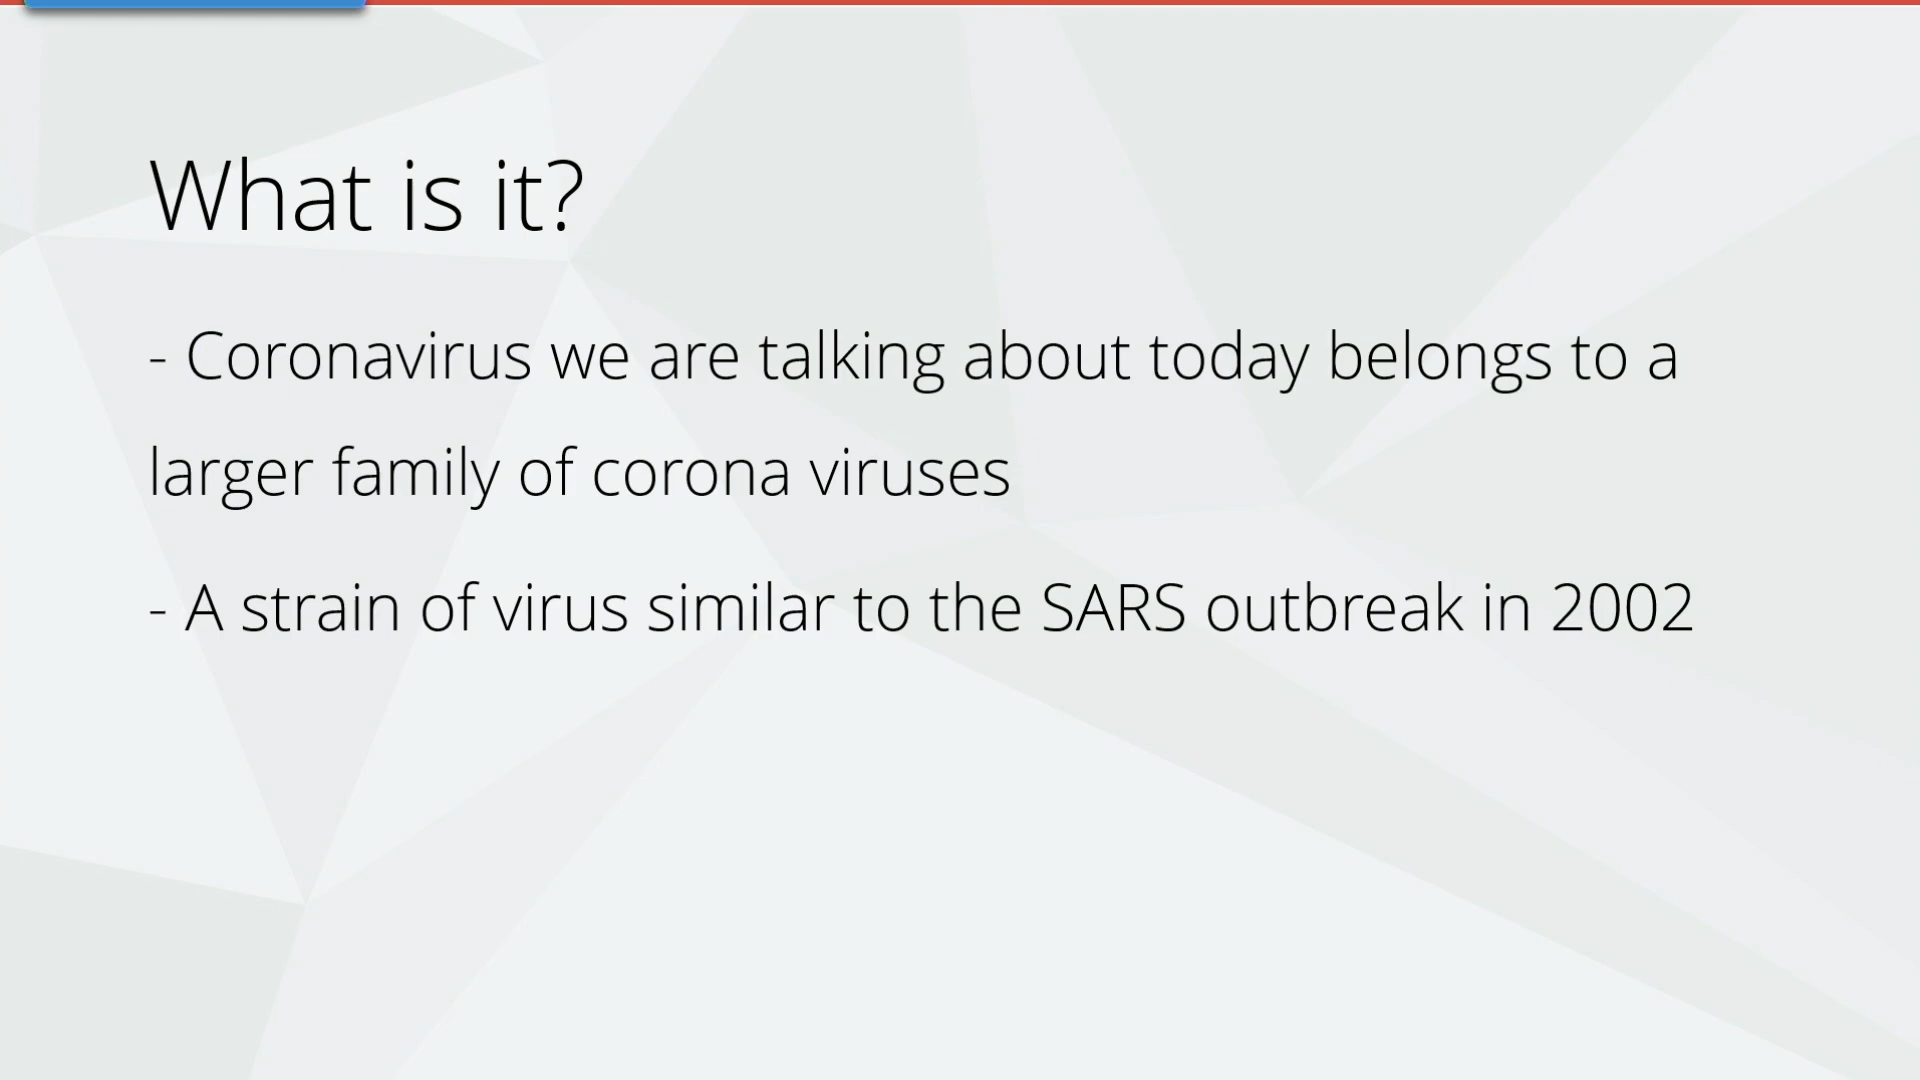 What is it?
- Coronavirus we are talking about today belongs to a
larger family of corona viruses
- A strain of virus similar to the SARS outbreak in 2002